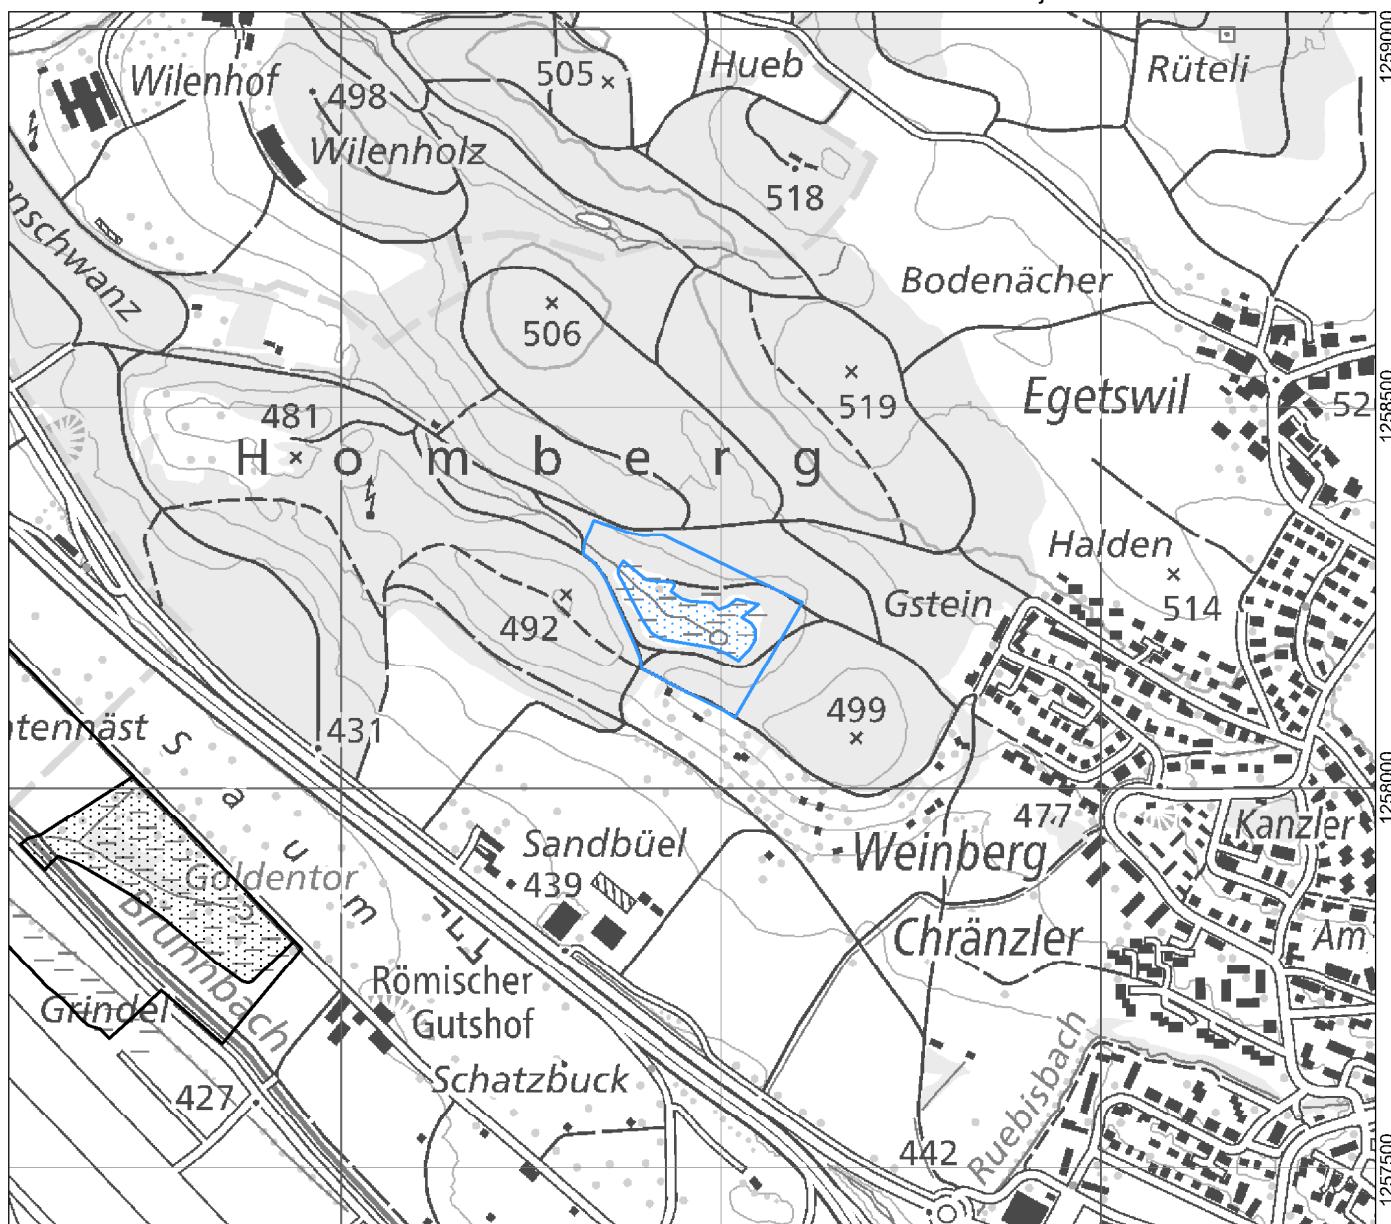 1259000
Wilenhof
498
505
Hueb
Rüteli
Wilenholz
518
nschwanz
506
Bodenächer
481
519
Egetswil
52
1258500
Homberg
Halden
514
492
Gstein
499
431
tennäst
Saum
1258000
477
Kanzler
Sandbüel
439
Weinberg
Goldentor
Chränzler
Am
Brunnbach
Römischer
Gutshof
Grindel
Schatzbuck
427
Ruebisbach
442
1257500